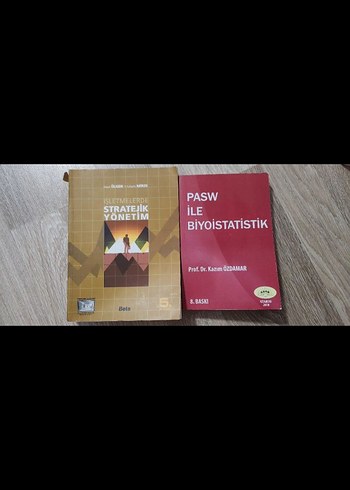 İŞLETMELERDE
STRATEJİK
YÖNETİM
Beta
5.
PASW
İLE
BİYOİSTATİSTİK
Prof. Dr. Kazım ÖZDAMAR
8. BASKI